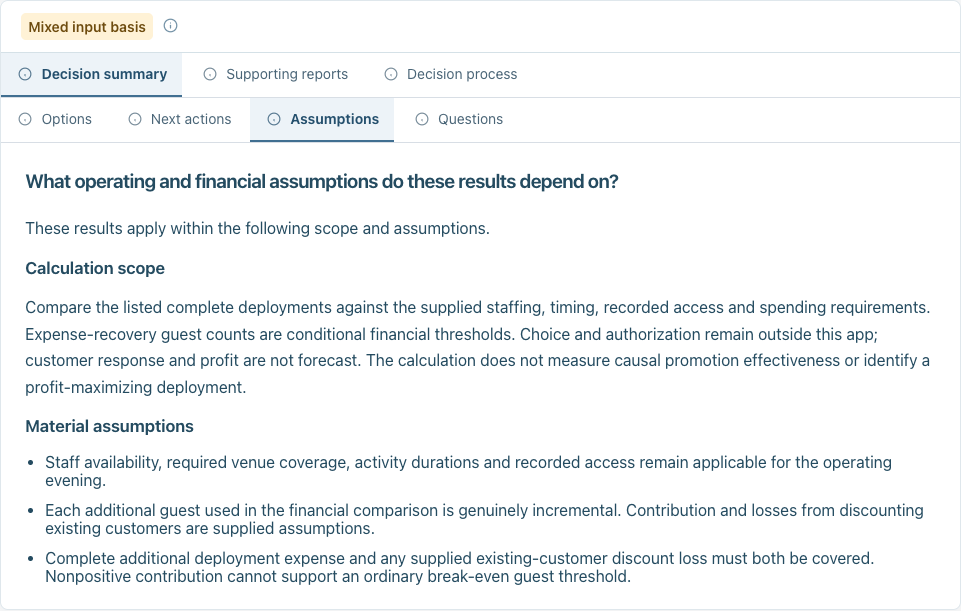 Mixed input basis
Decision summary
Supporting reports
Decision process
Options
Next actions
Assumptions
Questions
What operating and financial assumptions do these results depend on?
These results apply within the following scope and assumptions.
Calculation scope
Compare the listed complete deployments against the supplied staffing, timing, recorded access and spending requirements.
Expense-recovery guest counts are conditional financial thresholds. Choice and authorization remain outside this app;
customer response and profit are not forecast. The calculation does not measure causal promotion effectiveness or identify a
profit-maximizing deployment.
Material assumptions
• Staff availability, required venue coverage, activity durations and recorded access remain applicable for the operating
evening.
• Each additional guest used in the financial comparison is genuinely incremental. Contribution and losses from discounting
existing customers are supplied assumptions.
• Complete additional deployment expense and any supplied existing-customer discount loss must both be covered.
Nonpositive contribution cannot support an ordinary break-even guest threshold.